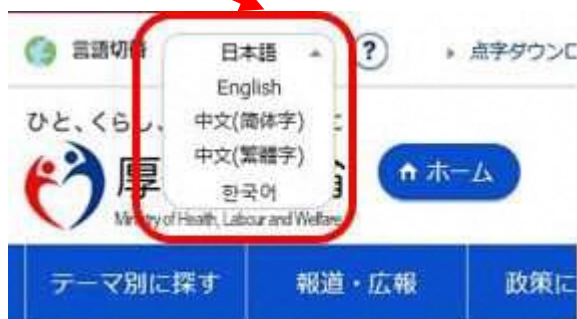 言語切替 日本語 ? 点字ダウンロ
English
ひと、くらし、 中文(简体字) に
中文(繁體字)
厚 省 ホーム
한국어
Ministry of Health, Labour and Welfare
テーマ別に探す 報道・広報 政策に